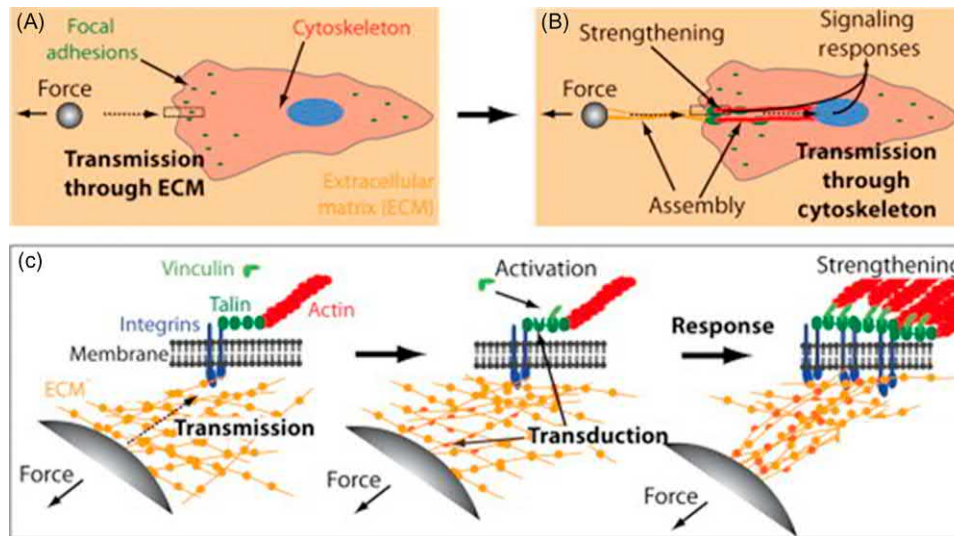 (A)
Focal
adhesions
Cytoskeleton
Force
Transmission
through ECM
Extracellular
matrix (ECM)
(B)
Strengthening
Signaling
responses
Force
Assembly
Transmission
through
cytoskeleton
(c)
Vinculin
Talin
Actin
Integrins
Membrane
ECM
Transmission
Force
Activation
Transduction
Force
Response
Strengthening
Force